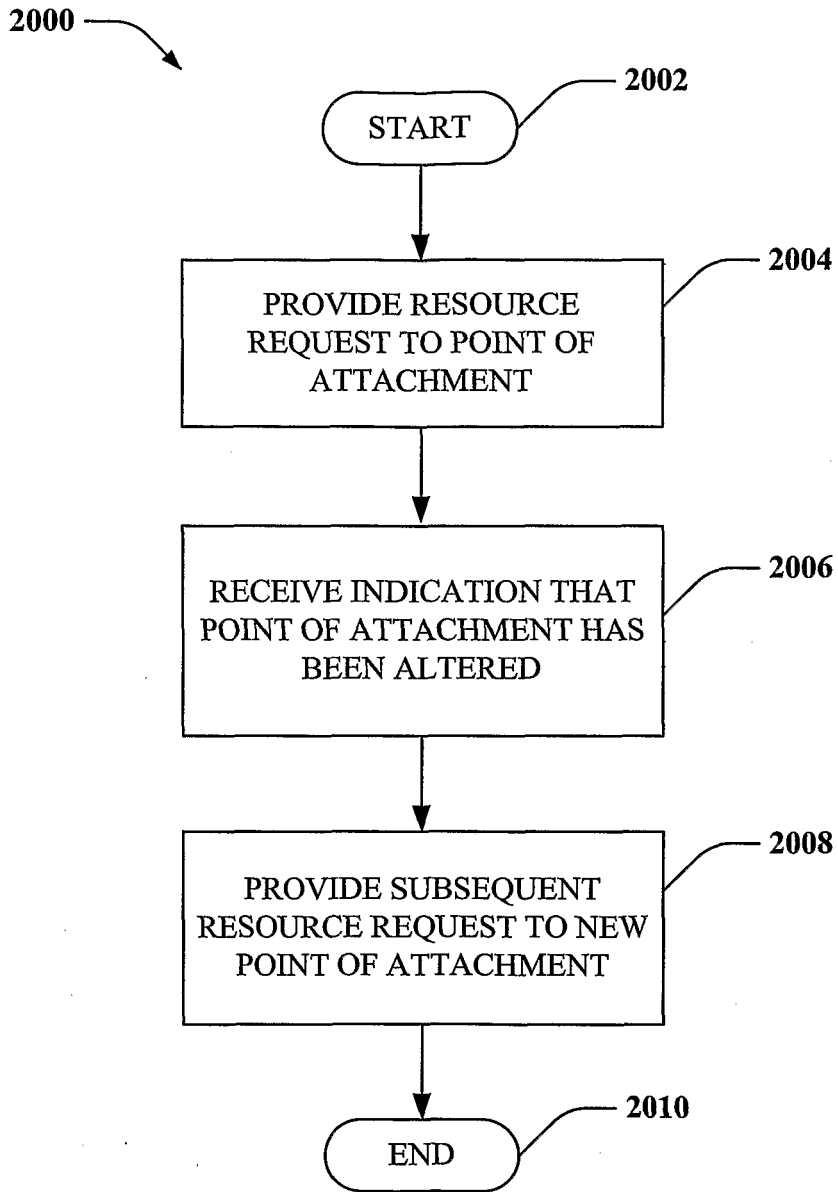 2000
2002
START
2004
PROVIDE RESOURCE
REQUEST TO POINT OF
ATTACHMENT
2006
RECEIVE INDICATION THAT
POINT OF ATTACHMENT HAS
BEEN ALTERED
2008
PROVIDE SUBSEQUENT
RESOURCE REQUEST TO NEW
POINT OF ATTACHMENT
2010
END